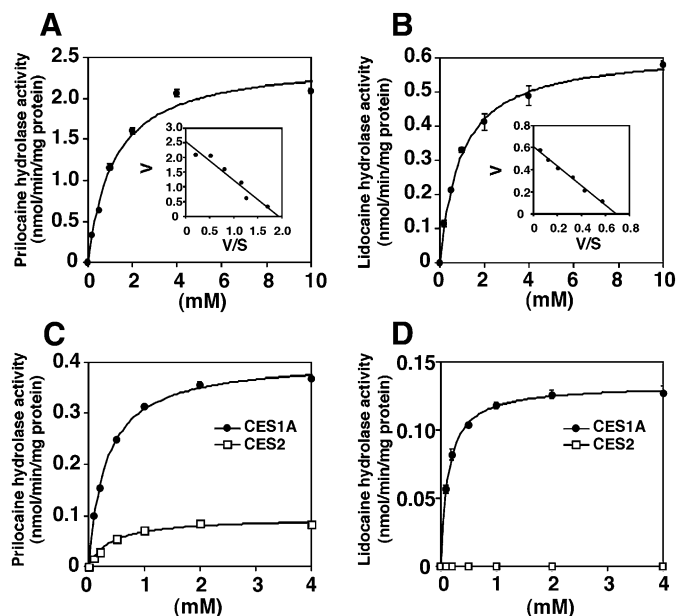 A
Prilocaine hydrolase activity
(nmol/min/mg protein)
2.5
2.0
1.5
1.0
0.5
0
0 2 4 6 8 10
(mM)
V
3.0
2.5
2.0
1.5
1.0
0.5
0
0 0.5 1.0 1.5 2.0
V/S
B
Lidocaine hydrolase activity
(nmol/min/mg protein)
0.6
0.5
0.4
0.3
0.2
0.1
0
0 2 4 6 8 10
(mM)
V
0.8
0.6
0.4
0.2
0
0 0.2 0.4 0.6 0.8
V/S
C
Prilocaine hydrolase activity
(nmol/min/mg protein)
0.4
0.3
0.2
0.1
0
0 1 2 3 4
(mM)
CES1A
CES2
D
Lidocaine hydrolase activity
(nmol/min/mg protein)
0.15
0.10
0.05
0
0 1 2 3 4
(mM)
CES1A
CES2